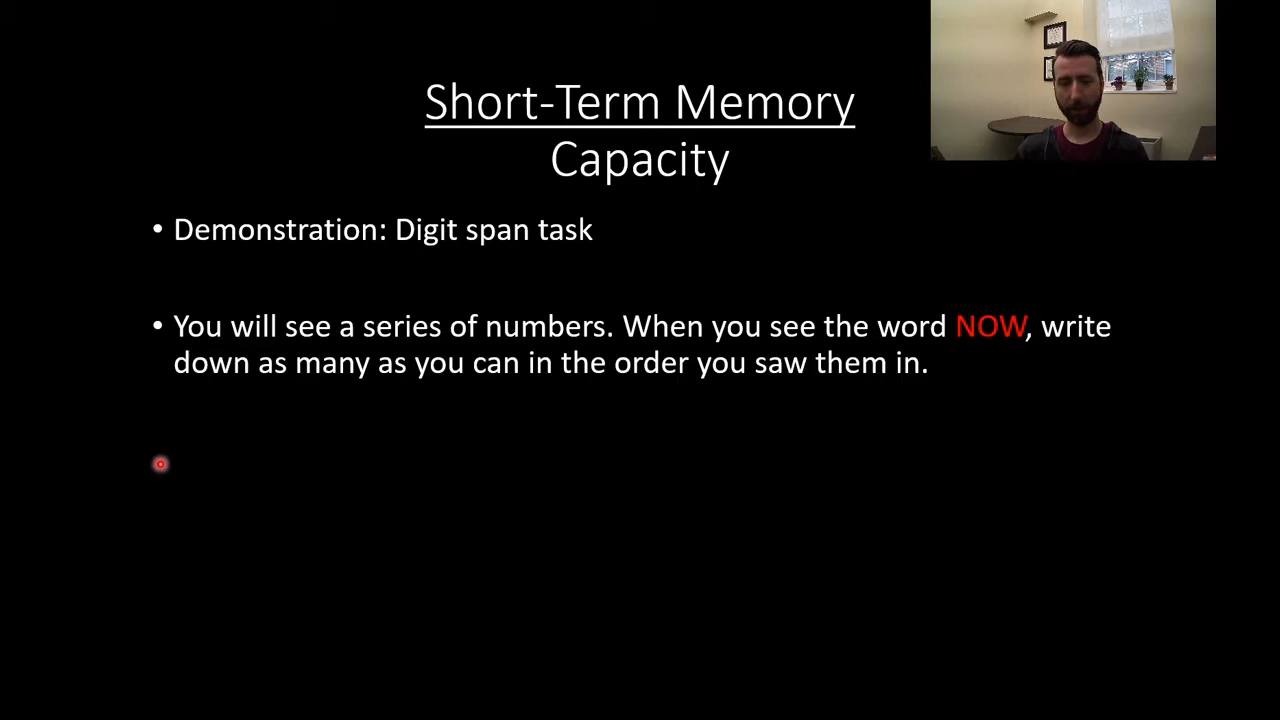 Short-Term Memory
Capacity
• Demonstration: Digit span task
• You will see a series of numbers. When you see the word NOW, write
down as many as you can in the order you saw them in.